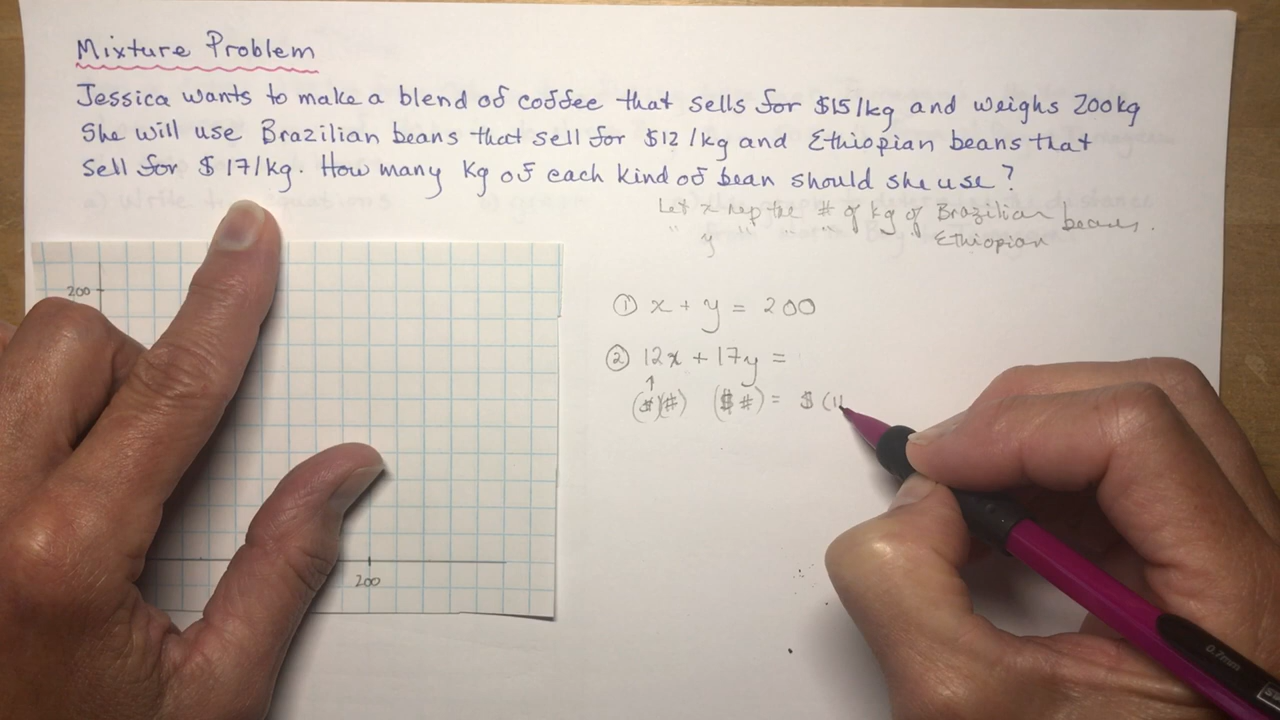 Mixture Problem
Jessica wants to make a blend of coffee that sells for $15/kg and weighs 200kg
She will use Brazilian beans that sell for $12/kg and Ethiopian beans that
sell for $17/kg. How many kg of each kind of bean should she use?
Let x rep the # of kg of Brazilian beans.
" y " " " Ethiopian
200
① x + y = 200
② 12x + 17y =
↑
($)(#) ($ #) = $ (
200
0.7mm